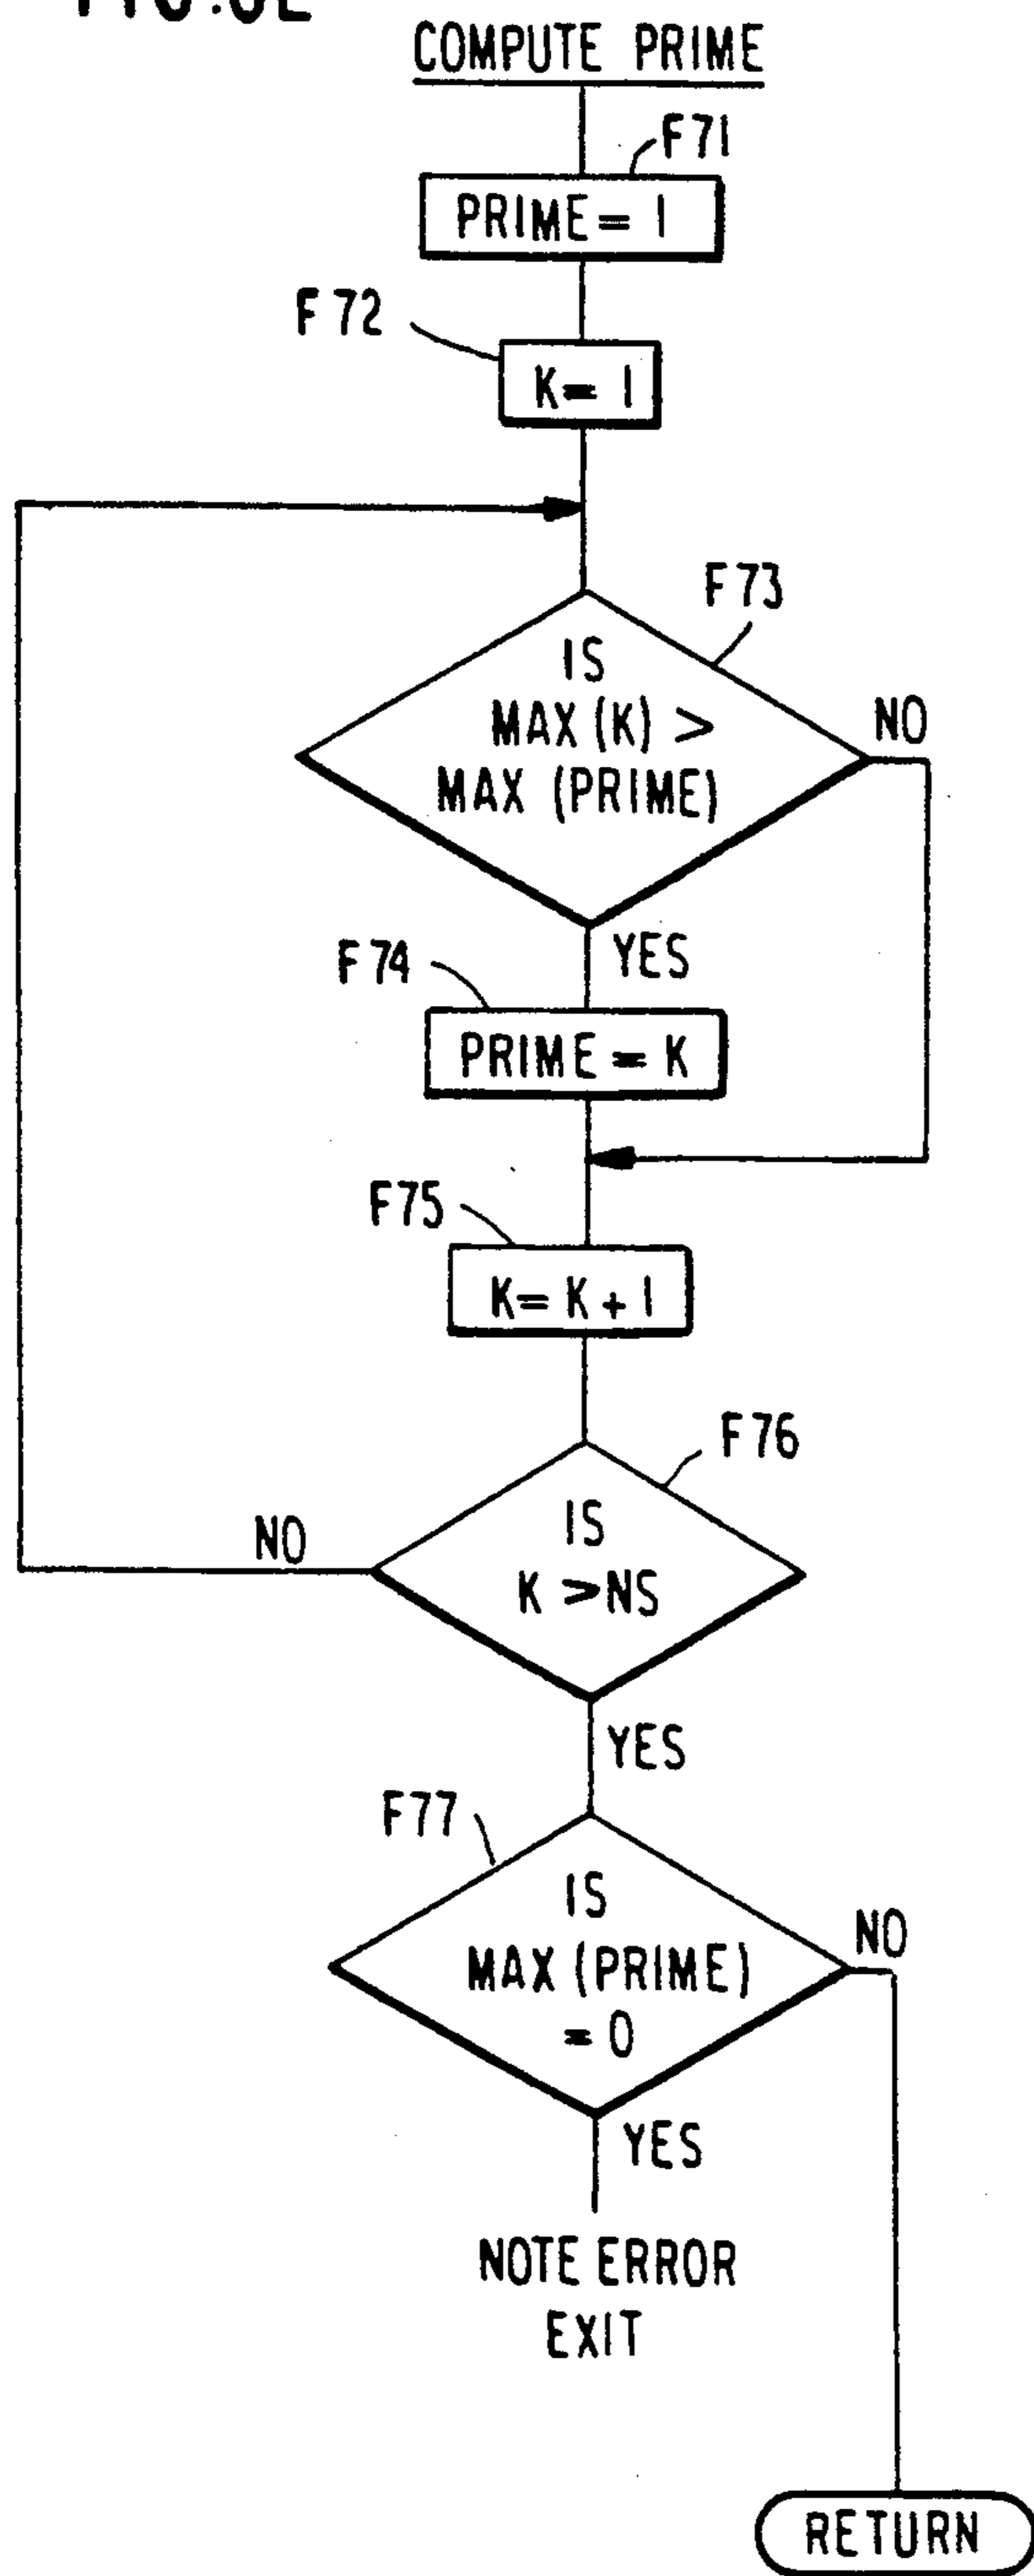 COMPUTE PRIME
F71
PRIME = 1
F72
K = 1
F73
IS
MAX (K) >
MAX (PRIME)
NO
YES
F74
PRIME = K
F75
K = K + 1
F76
IS
K > NS
NO
YES
F77
IS
MAX (PRIME)
= 0
NO
YES
NOTE ERROR
EXIT
RETURN